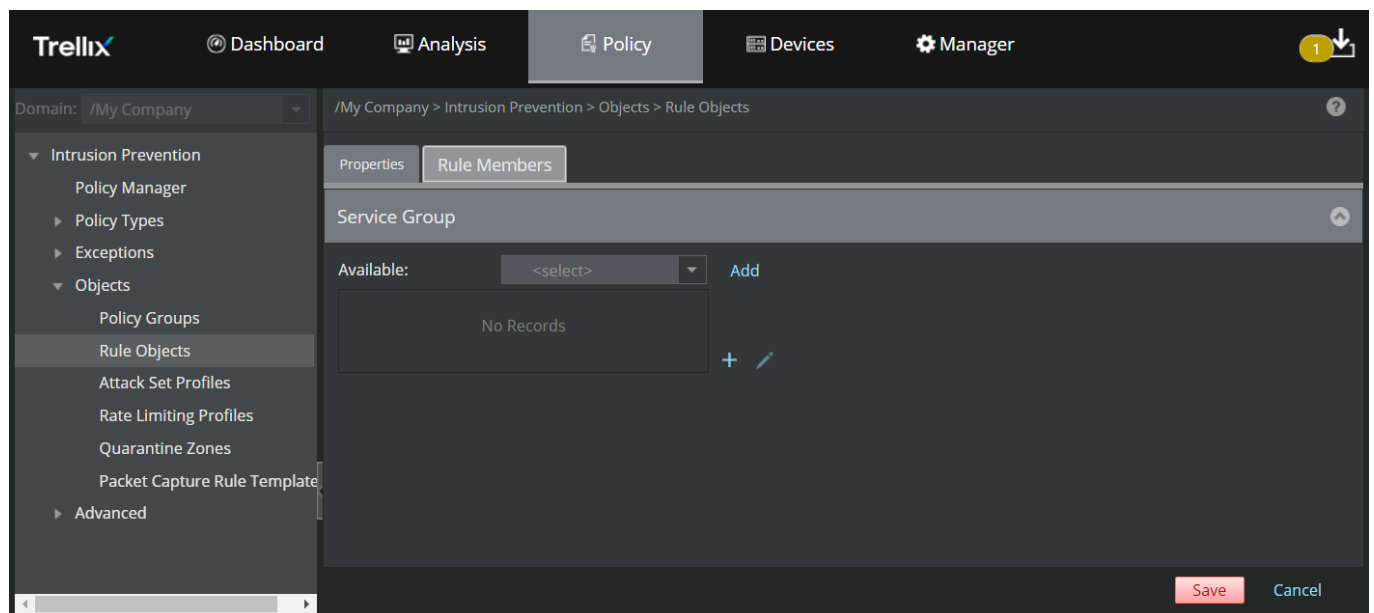 Trellix Dashboard Analysis Policy Devices Manager 1
Domain: /My Company
/My Company > Intrusion Prevention > Objects > Rule Objects ?
Intrusion Prevention
Policy Manager
Policy Types
Exceptions
Objects
Policy Groups
Rule Objects
Attack Set Profiles
Rate Limiting Profiles
Quarantine Zones
Packet Capture Rule Template
Advanced
Properties Rule Members
Service Group
Available: <select> Add
No Records
+
Save Cancel